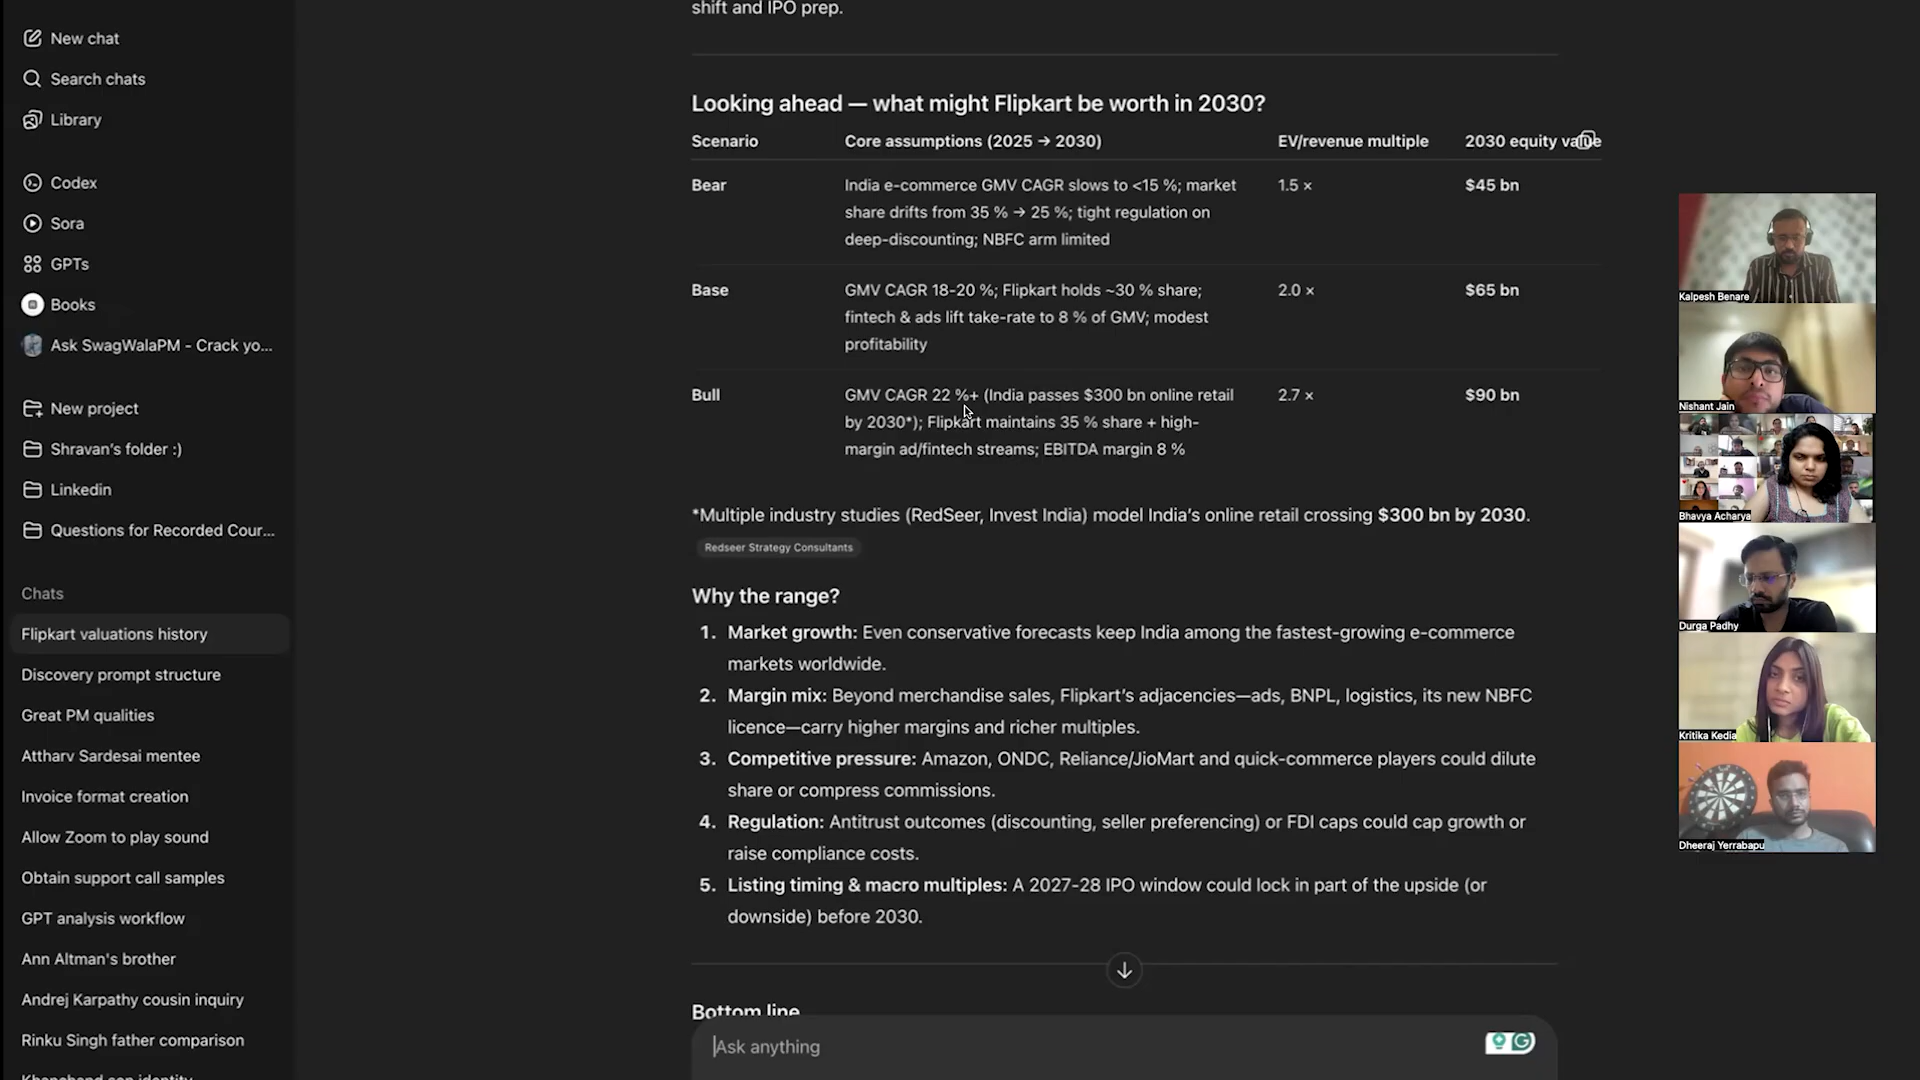 New chat
Search chats
Library
Codex
Sora
GPTs
Books
Ask SwagWalaPM - Crack yo...
New project
Shravan's folder :)
Linkedin
Questions for Recorded Cour...
Chats
Flipkart valuations history
Discovery prompt structure
Great PM qualities
Attharv Sardesai mentee
Invoice format creation
Allow Zoom to play sound
Obtain support call samples
GPT analysis workflow
Ann Altman's brother
Andrej Karpathy cousin inquiry
Rinku Singh father comparison
shift and IPO prep.
Looking ahead — what might Flipkart be worth in 2030?
Scenario Core assumptions (2025 → 2030) EV/revenue multiple 2030 equity value
Bear India e-commerce GMV CAGR slows to <15 %; market 1.5 × $45 bn
share drifts from 35 % → 25 %; tight regulation on
deep-discounting; NBFC arm limited
Base GMV CAGR 18-20 %; Flipkart holds ~30 % share; 2.0 × $65 bn
fintech & ads lift take-rate to 8 % of GMV; modest
profitability
Bull GMV CAGR 22 %+ (India passes $300 bn online retail 2.7 × $90 bn
by 2030*); Flipkart maintains 35 % share + high-
margin ad/fintech streams; EBITDA margin 8 %
*Multiple industry studies (RedSeer, Invest India) model India’s online retail crossing $300 bn by 2030.
Redseer Strategy Consultants
Why the range?
1. Market growth: Even conservative forecasts keep India among the fastest-growing e-commerce
markets worldwide.
2. Margin mix: Beyond merchandise sales, Flipkart’s adjacencies—ads, BNPL, logistics, its new NBFC
licence—carry higher margins and richer multiples.
3. Competitive pressure: Amazon, ONDC, Reliance/JioMart and quick-commerce players could dilute
share or compress commissions.
4. Regulation: Antitrust outcomes (discounting, seller preferencing) or FDI caps could cap growth or
raise compliance costs.
5. Listing timing & macro multiples: A 2027-28 IPO window could lock in part of the upside (or
downside) before 2030.
Bottom line
Ask anything
Kalpesh Benare
Nishant Jain
Bhavya Acharya
Durga Padhy
Kritika Kedia
Dheeraj Yerrabapu